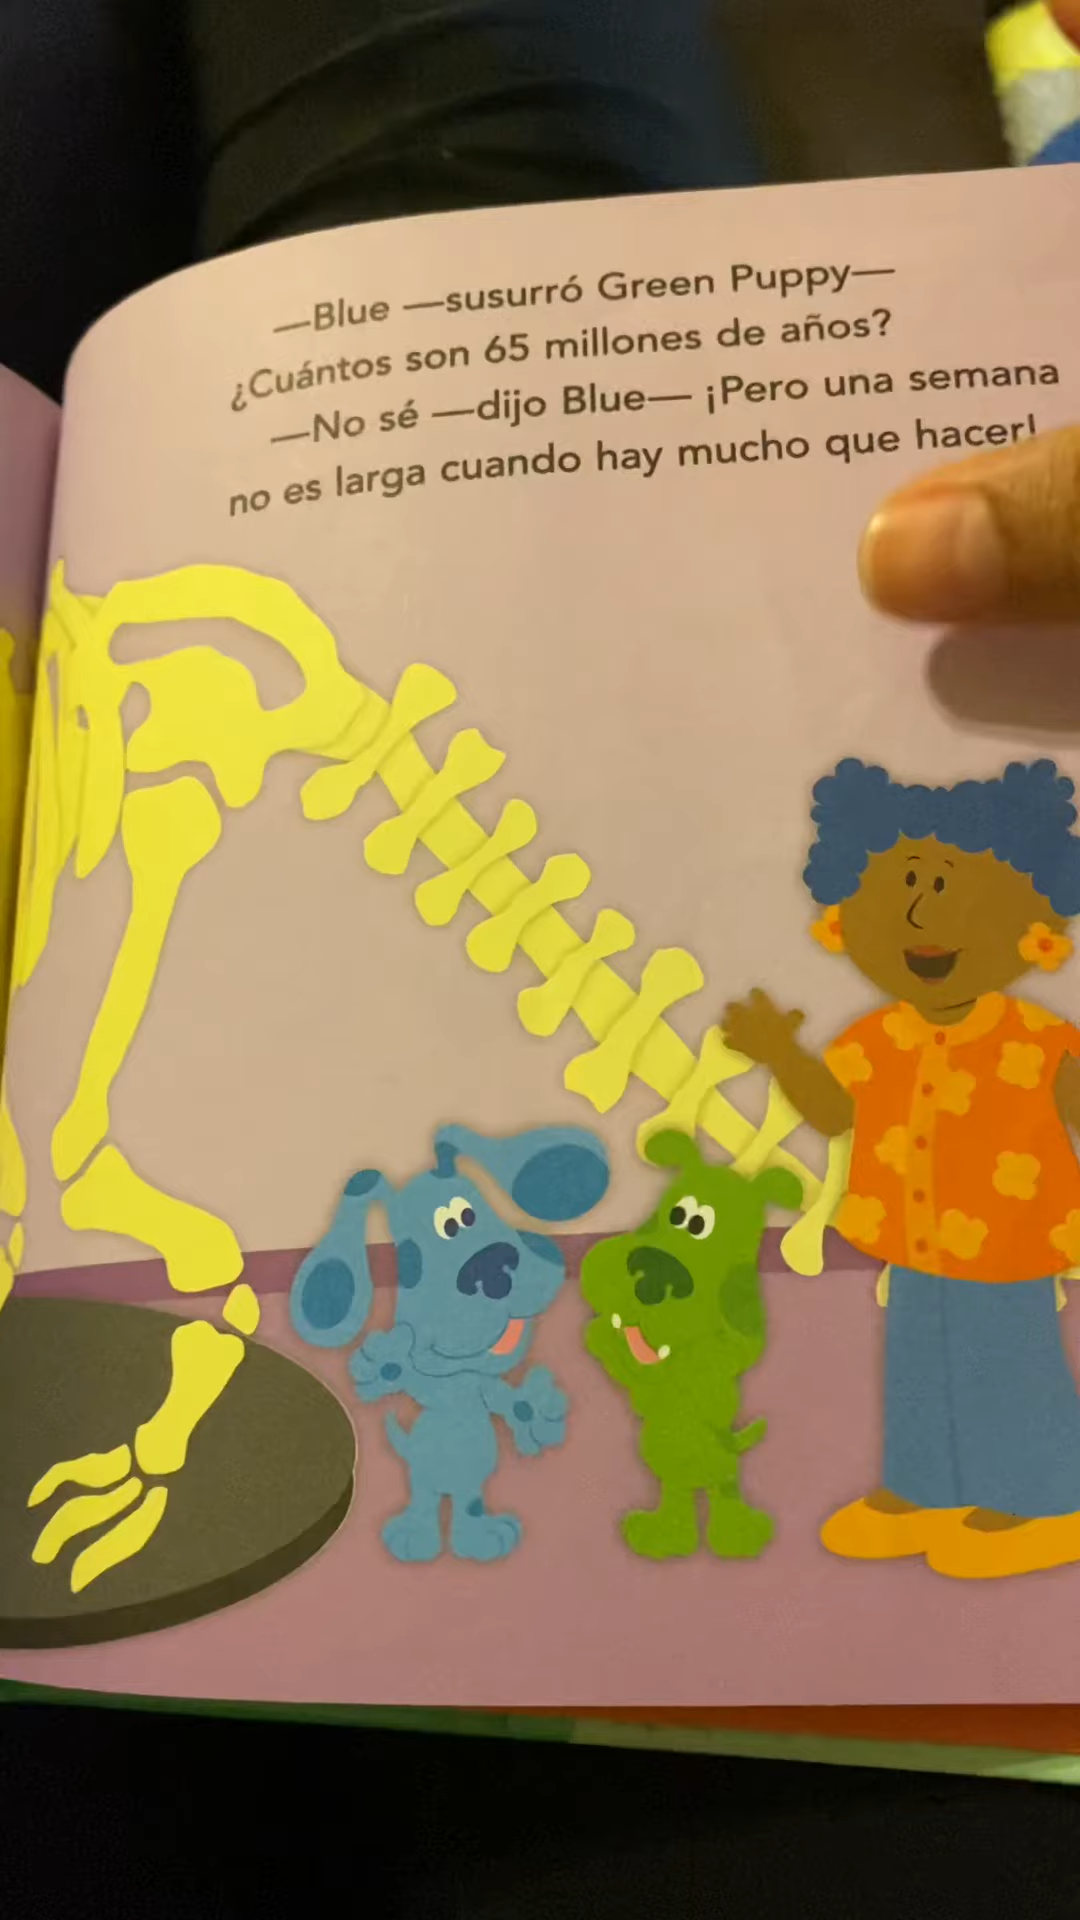 —Blue —susurró Green Puppy—
¿Cuántos son 65 millones de años?
—No sé —dijo Blue— ¡Pero una semana
no es larga cuando hay mucho que hacer!